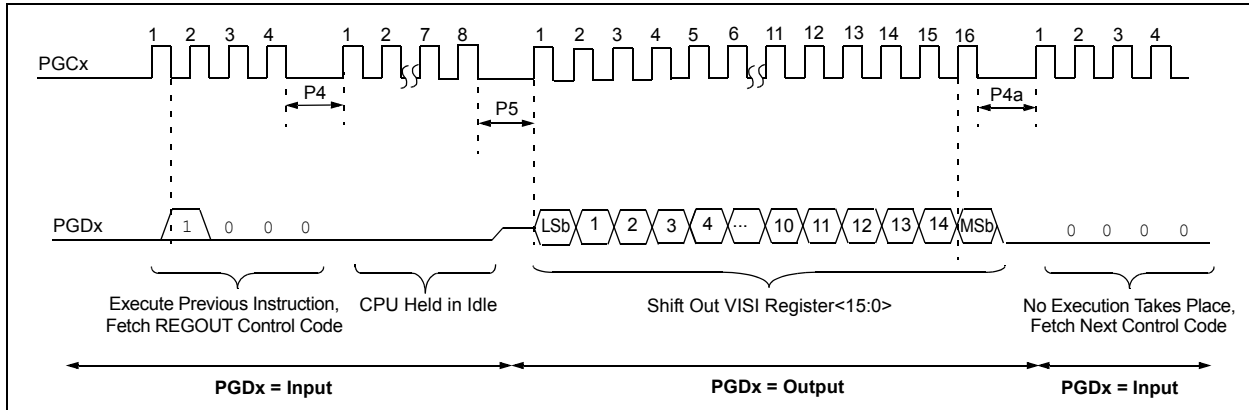 1 2 3 4 1 2 7 8 1 2 3 4 5 6 11 12 13 14 15 16 1 2 3 4
PGCx
P4
P5
P4a
PGDx
1 0 0 0
LSb 1 2 3 4 ... 10 11 12 13 14 MSb
0 0 0 0
Execute Previous Instruction,
Fetch REGOUT Control Code
CPU Held in Idle
Shift Out VISI Register<15:0>
No Execution Takes Place,
Fetch Next Control Code
PGDx = Input
PGDx = Output
PGDx = Input